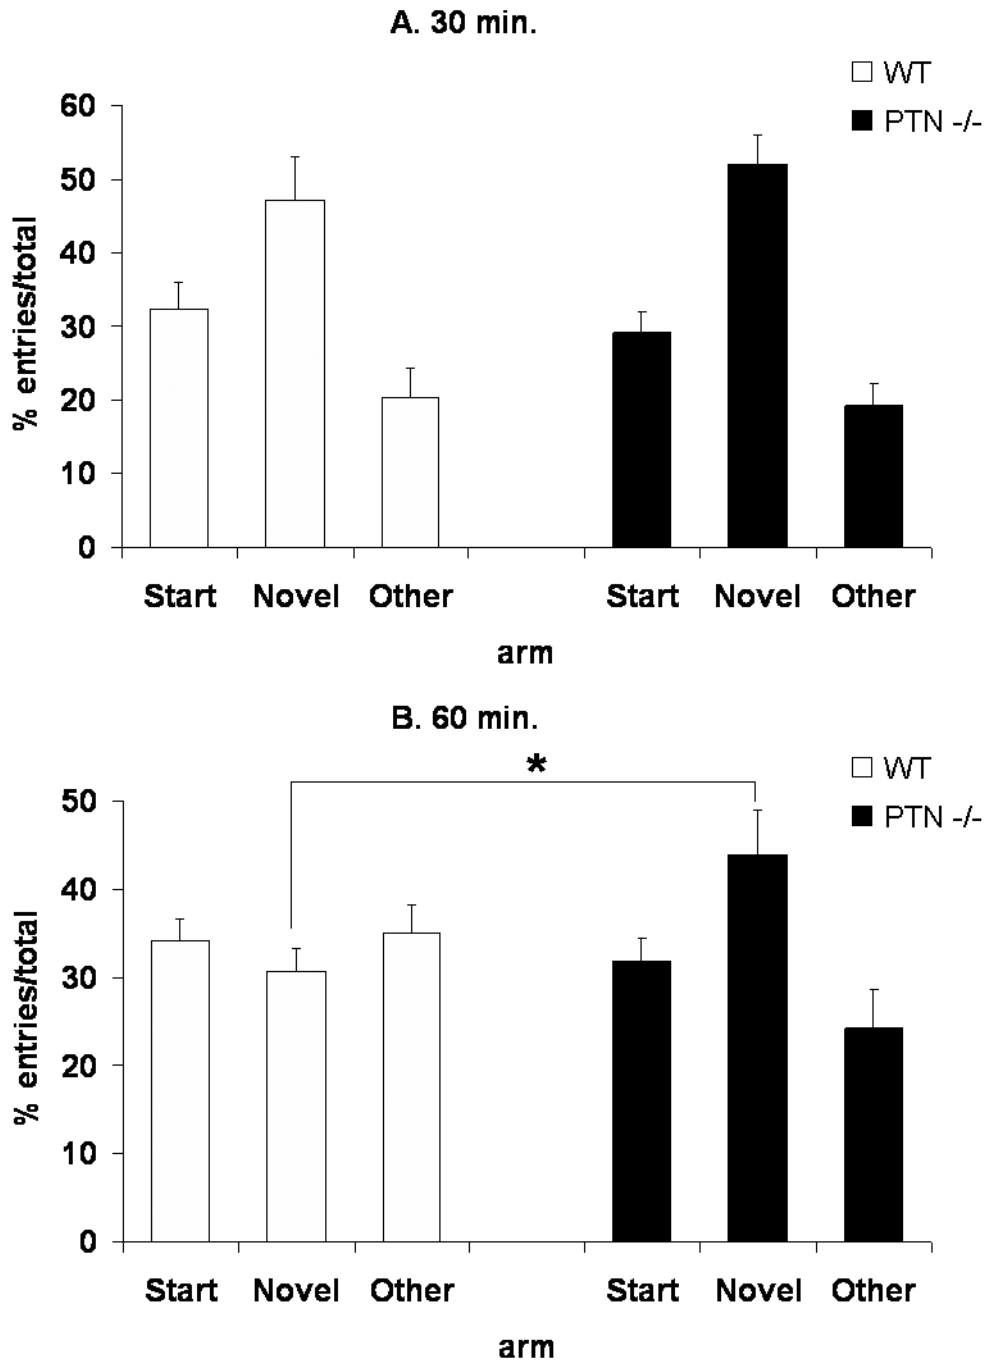 A. 30 min.
WT
PTN -/-
% entries/total
60
50
40
30
20
10
0
Start Novel Other Start Novel Other
arm
B. 60 min.
*
WT
PTN -/-
% entries/total
50
40
30
20
10
0
Start Novel Other Start Novel Other
arm